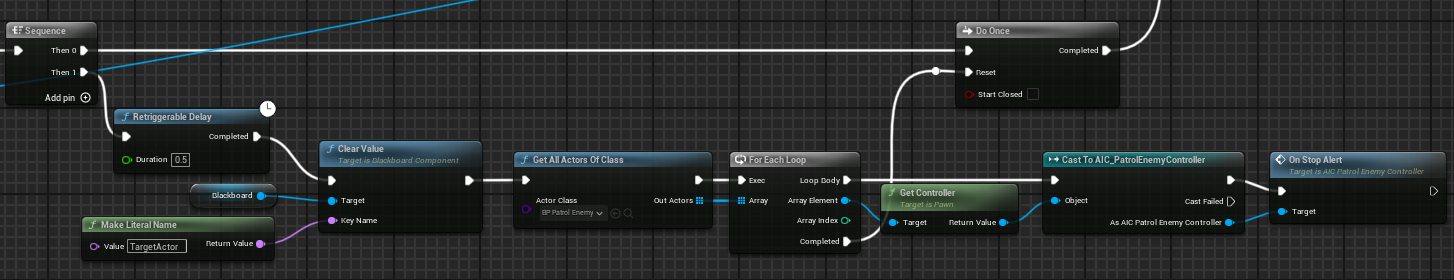 Sequence
Then 0
Then 1
Add pin
Do Once
Completed
Reset
Start Closed
Retriggerable Delay
Completed
Duration 0.5
Clear Value
Target is Blackboard Component
Target
Key Name
Blackboard
Make Literal Name
Value TargetActor Return Value
Get All Actors Of Class
Actor Class Out Actors
BP Patrol Enemy
For Each Loop
Exec Loop Body
Array Array Element
Array Index
Completed
Get Controller
Target is Pawn
Target Return Value
Cast To AIC_PatrolEnemyController
Object Cast Failed
As AIC Patrol Enemy Controller
On Stop Alert
Target is AIC Patrol Enemy Controller
Target